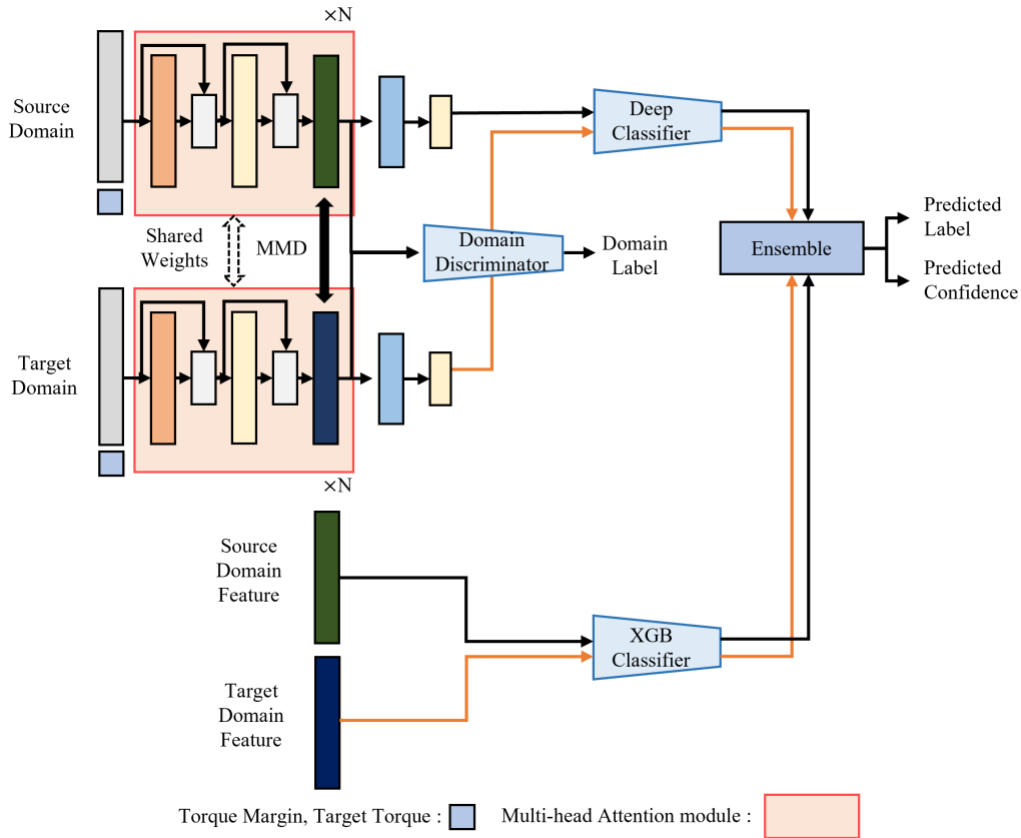 ×N
Source
Domain
Deep
Classifier
Shared
Weights
MMD
Domain
Discriminator
Domain
Label
Ensemble
Predicted
Label
Predicted
Confidence
Target
Domain
×N
Source
Domain
Feature
XGB
Classifier
Target
Domain
Feature
Torque Margin, Target Torque :
Multi-head Attention module :